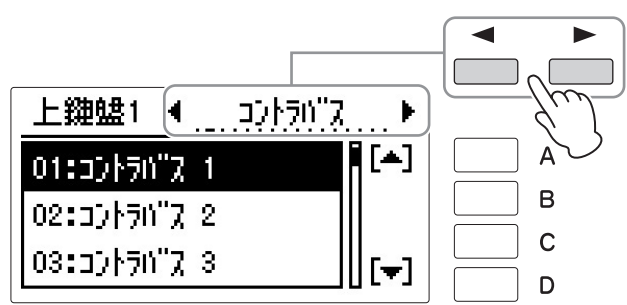 上鍵盤1 ◀ コントラバス ▶
01:コントラバス 1
02:コントラバス 2
03:コントラバス 3
[▲]
[▼]
◀ ▶
A
B
C
D